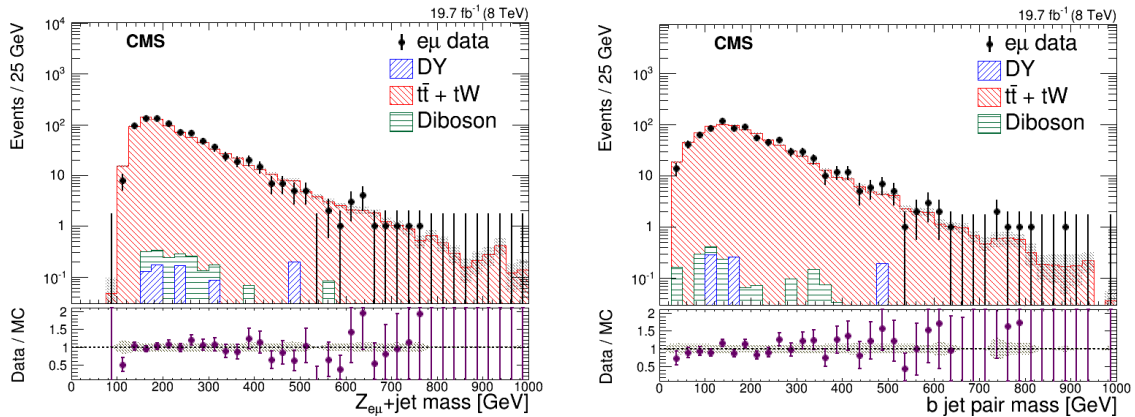 19.7 fb⁻¹ (8 TeV)
CMS
eμ data
DY
tt̄ + tW
Diboson
Events / 25 GeV
10⁴
10³
10²
10
1
10⁻¹
Data / MC
2
1.5
1
0.5
0 100 200 300 400 500 600 700 800 900 1000
Z_eμ+jet mass [GeV]
19.7 fb⁻¹ (8 TeV)
CMS
eμ data
DY
tt̄ + tW
Diboson
Events / 25 GeV
10⁴
10³
10²
10
1
10⁻¹
Data / MC
2
1.5
1
0.5
0 100 200 300 400 500 600 700 800 900 1000
b jet pair mass [GeV]